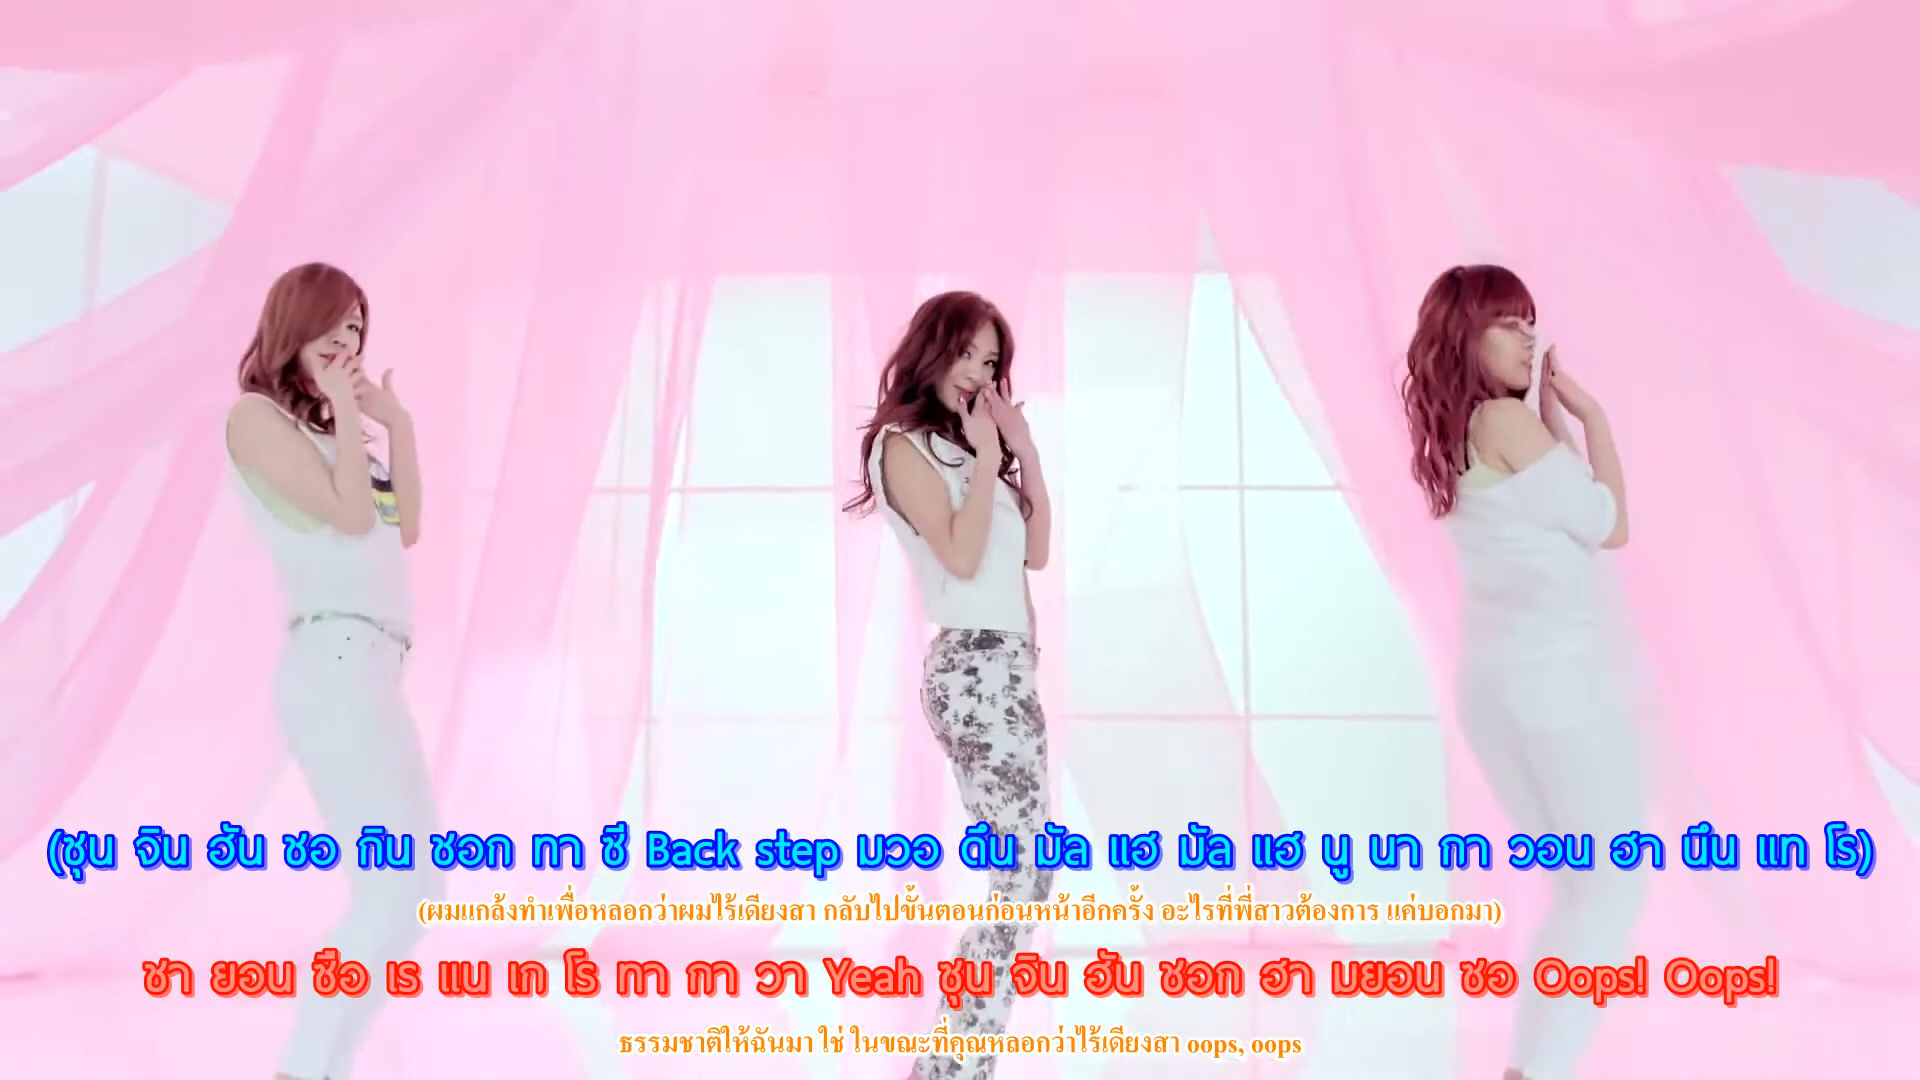 (ซุน จิน ฮัน ชอ กิน ชอก ทา ซี Back step มวอ ดึน มัล แฮ มัล แฮ นู นา กา วอน ฮา นึน แท โร)
(ผมแกล้งทำเพื่อหลอกว่าผมไร้เดียงสา กลับไปขั้นตอนก่อนหน้าอีกครั้ง อะไรที่พี่สาวต้องการ แค่บอกมา)
ชา ยอน ซือ เร แน เก โร ทา กา วา Yeah ซุน จิน ฮัน ชอก ฮา มยอน ซอ Oops! Oops!
ธรรมชาติให้ฉันมา ใช่ ในขณะที่คุณหลอกว่าไร้เดียงสา oops, oops